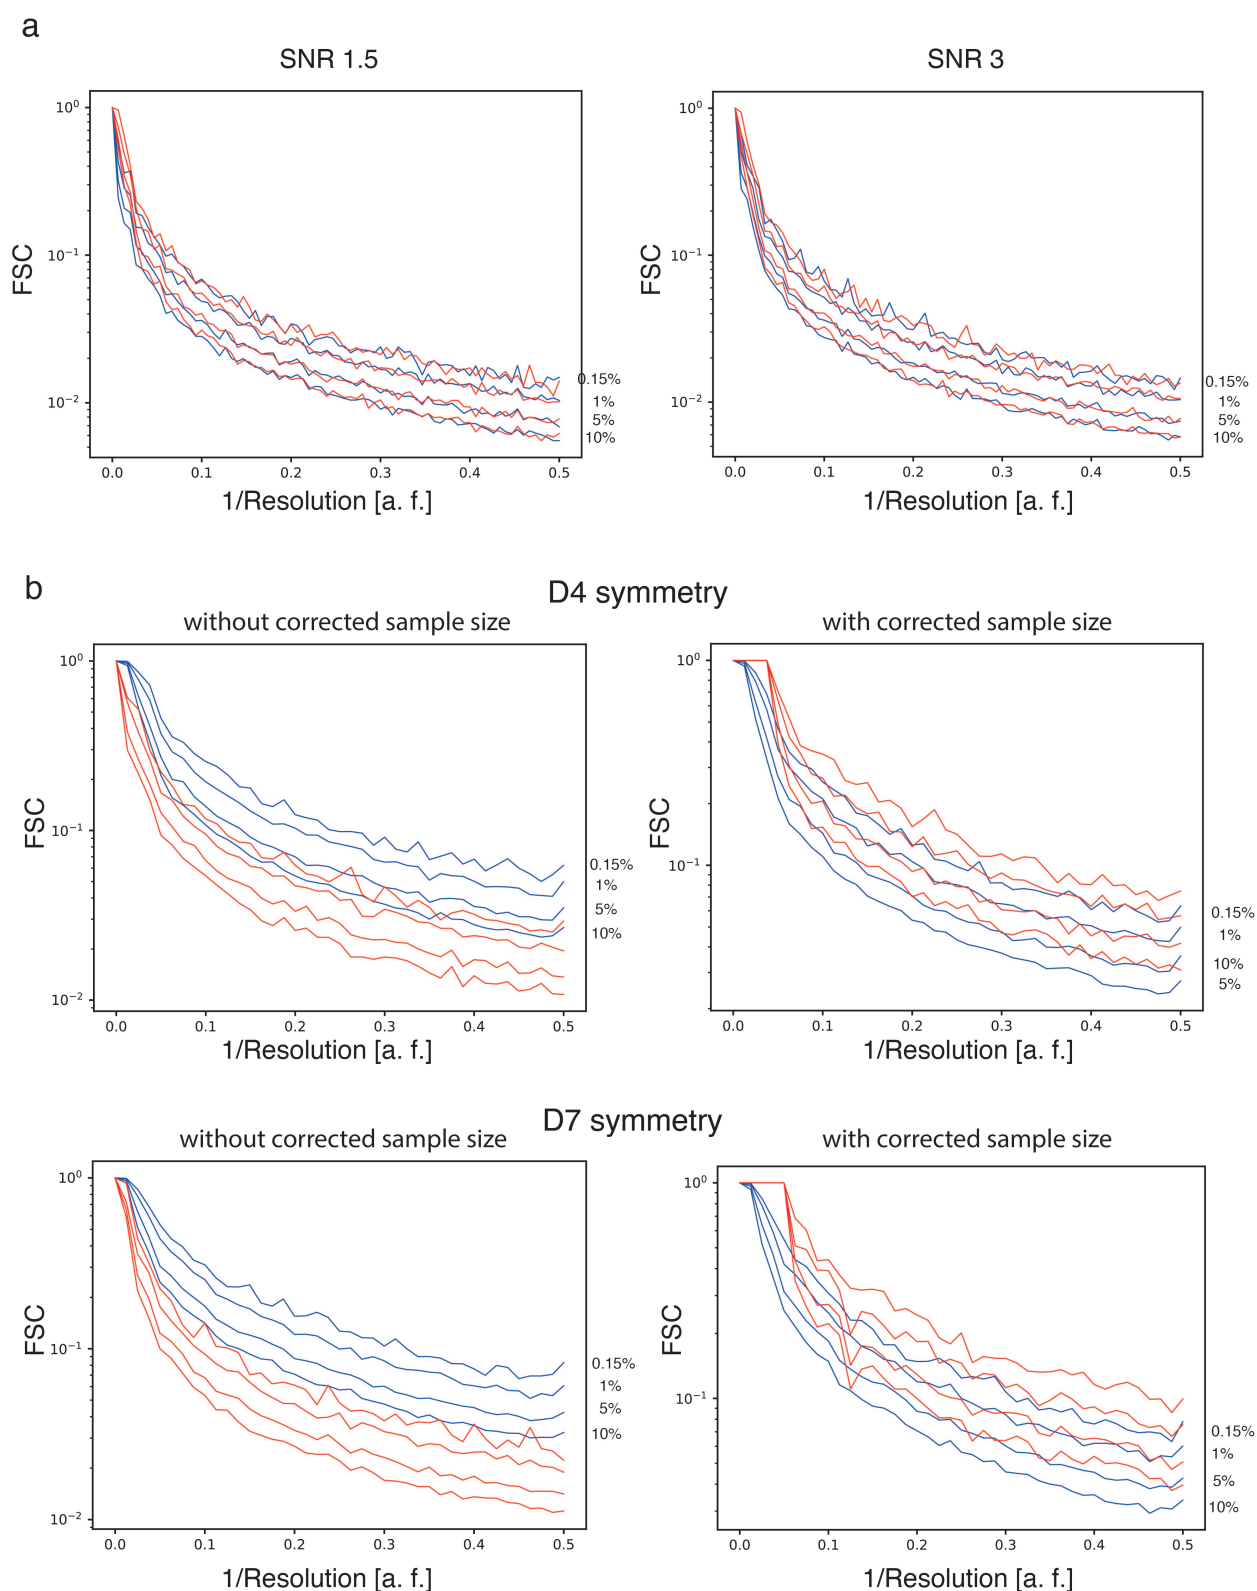 a
SNR 1.5
SNR 3
10⁰
10⁻¹
10⁻²
FSC
0.15%
1%
5%
10%
0.0 0.1 0.2 0.3 0.4 0.5
1/Resolution [a. f.]
10⁰
10⁻¹
10⁻²
FSC
0.15%
1%
5%
10%
0.0 0.1 0.2 0.3 0.4 0.5
1/Resolution [a. f.]
b
D4 symmetry
without corrected sample size
with corrected sample size
10⁰
10⁻¹
10⁻²
FSC
0.15%
1%
5%
10%
0.0 0.1 0.2 0.3 0.4 0.5
1/Resolution [a. f.]
10⁰
10⁻¹
FSC
0.15%
1%
10%
5%
0.0 0.1 0.2 0.3 0.4 0.5
1/Resolution [a. f.]
D7 symmetry
without corrected sample size
with corrected sample size
10⁰
10⁻¹
10⁻²
FSC
0.15%
1%
5%
10%
0.0 0.1 0.2 0.3 0.4 0.5
1/Resolution [a. f.]
10⁰
10⁻¹
FSC
0.15%
1%
5%
10%
0.0 0.1 0.2 0.3 0.4 0.5
1/Resolution [a. f.]